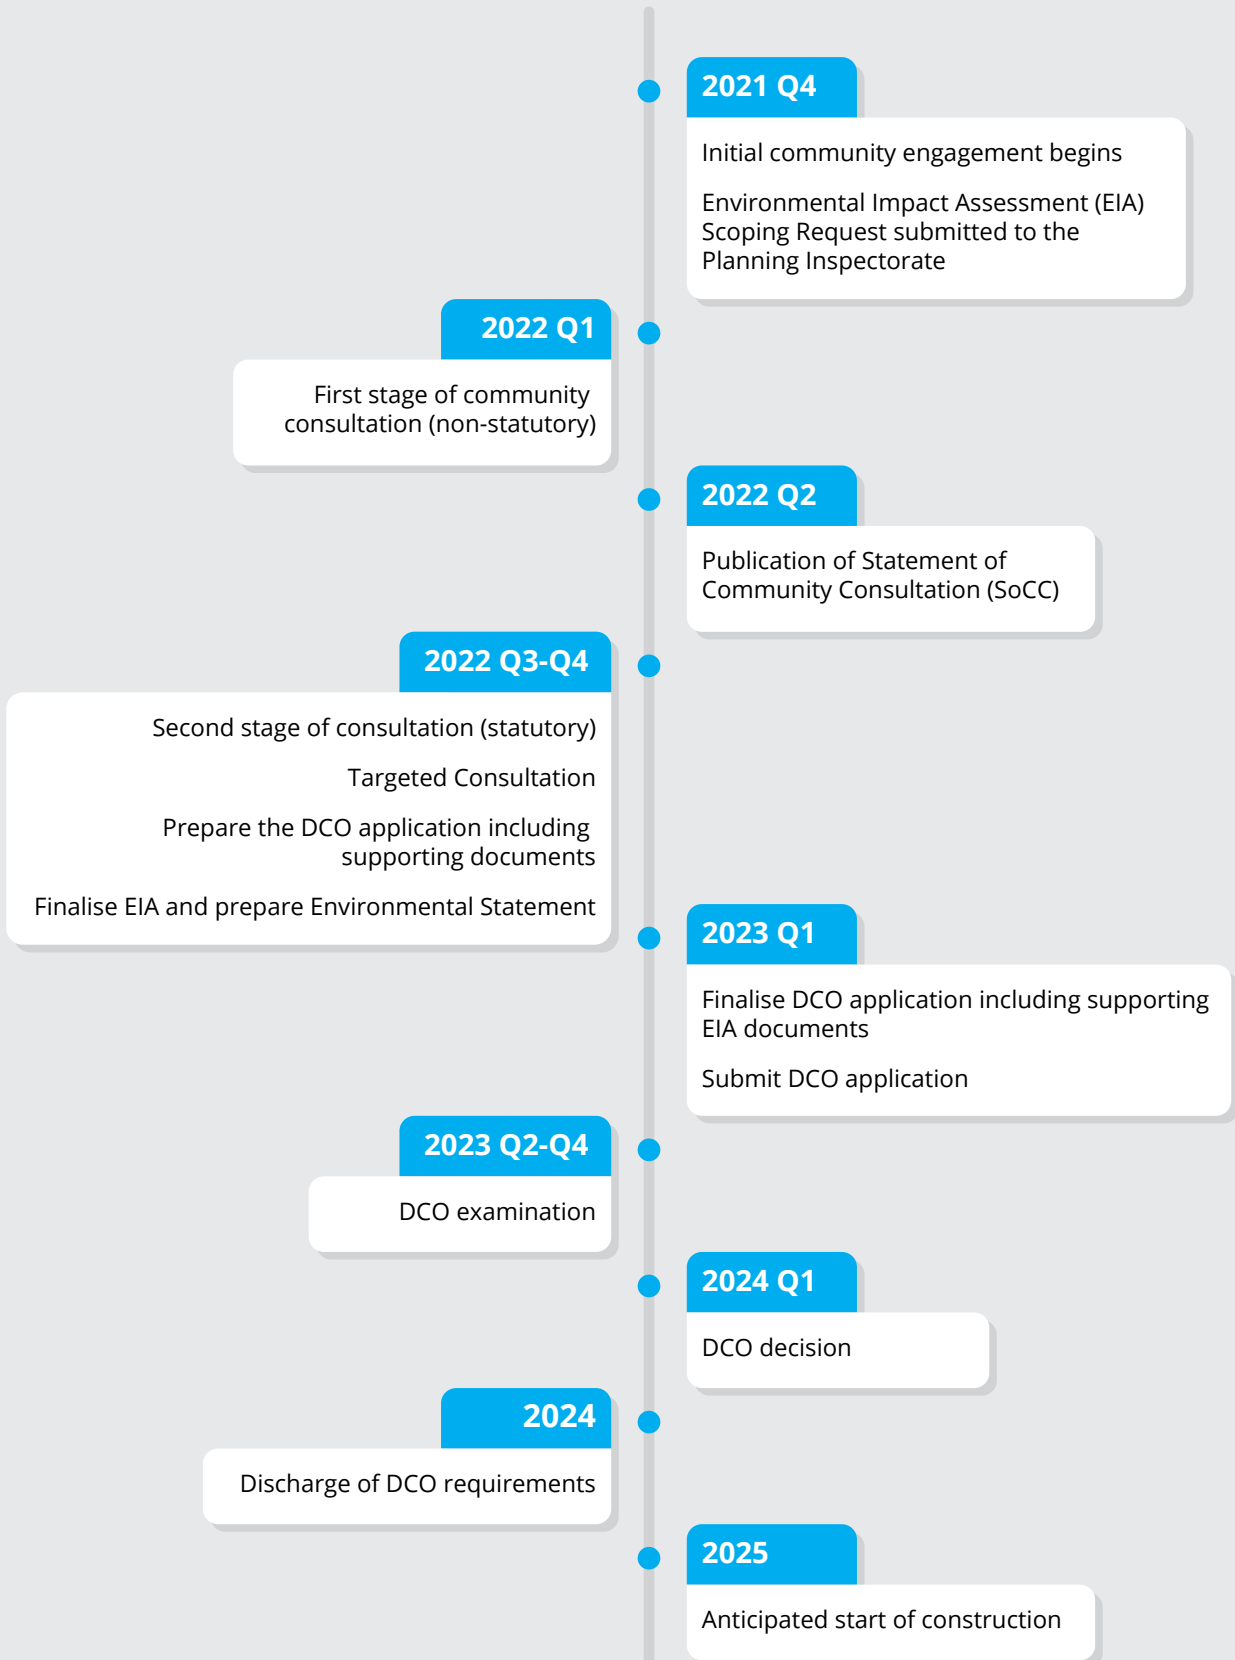 2021 Q4
Initial community engagement begins
Environmental Impact Assessment (EIA)
Scoping Request submitted to the
Planning Inspectorate
2022 Q1
First stage of community
consultation (non-statutory)
2022 Q2
Publication of Statement of
Community Consultation (SoCC)
2022 Q3-Q4
Second stage of consultation (statutory)
Targeted Consultation
Prepare the DCO application including
supporting documents
Finalise EIA and prepare Environmental Statement
2023 Q1
Finalise DCO application including supporting
EIA documents
Submit DCO application
2023 Q2-Q4
DCO examination
2024 Q1
DCO decision
2024
Discharge of DCO requirements
2025
Anticipated start of construction